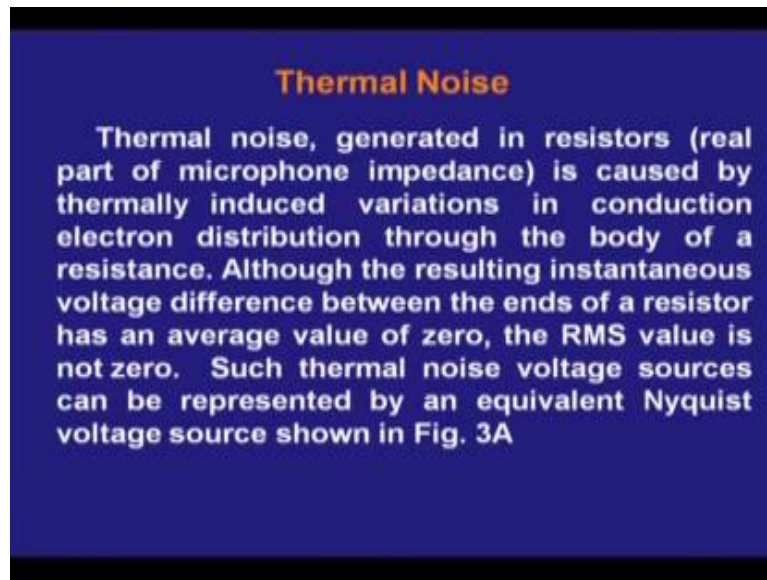 Thermal Noise
Thermal noise, generated in resistors (real
part of microphone impedance) is caused by
thermally induced variations in conduction
electron distribution through the body of a
resistance. Although the resulting instantaneous
voltage difference between the ends of a resistor
has an average value of zero, the RMS value is
not zero. Such thermal noise voltage sources
can be represented by an equivalent Nyquist
voltage source shown in Fig. 3A